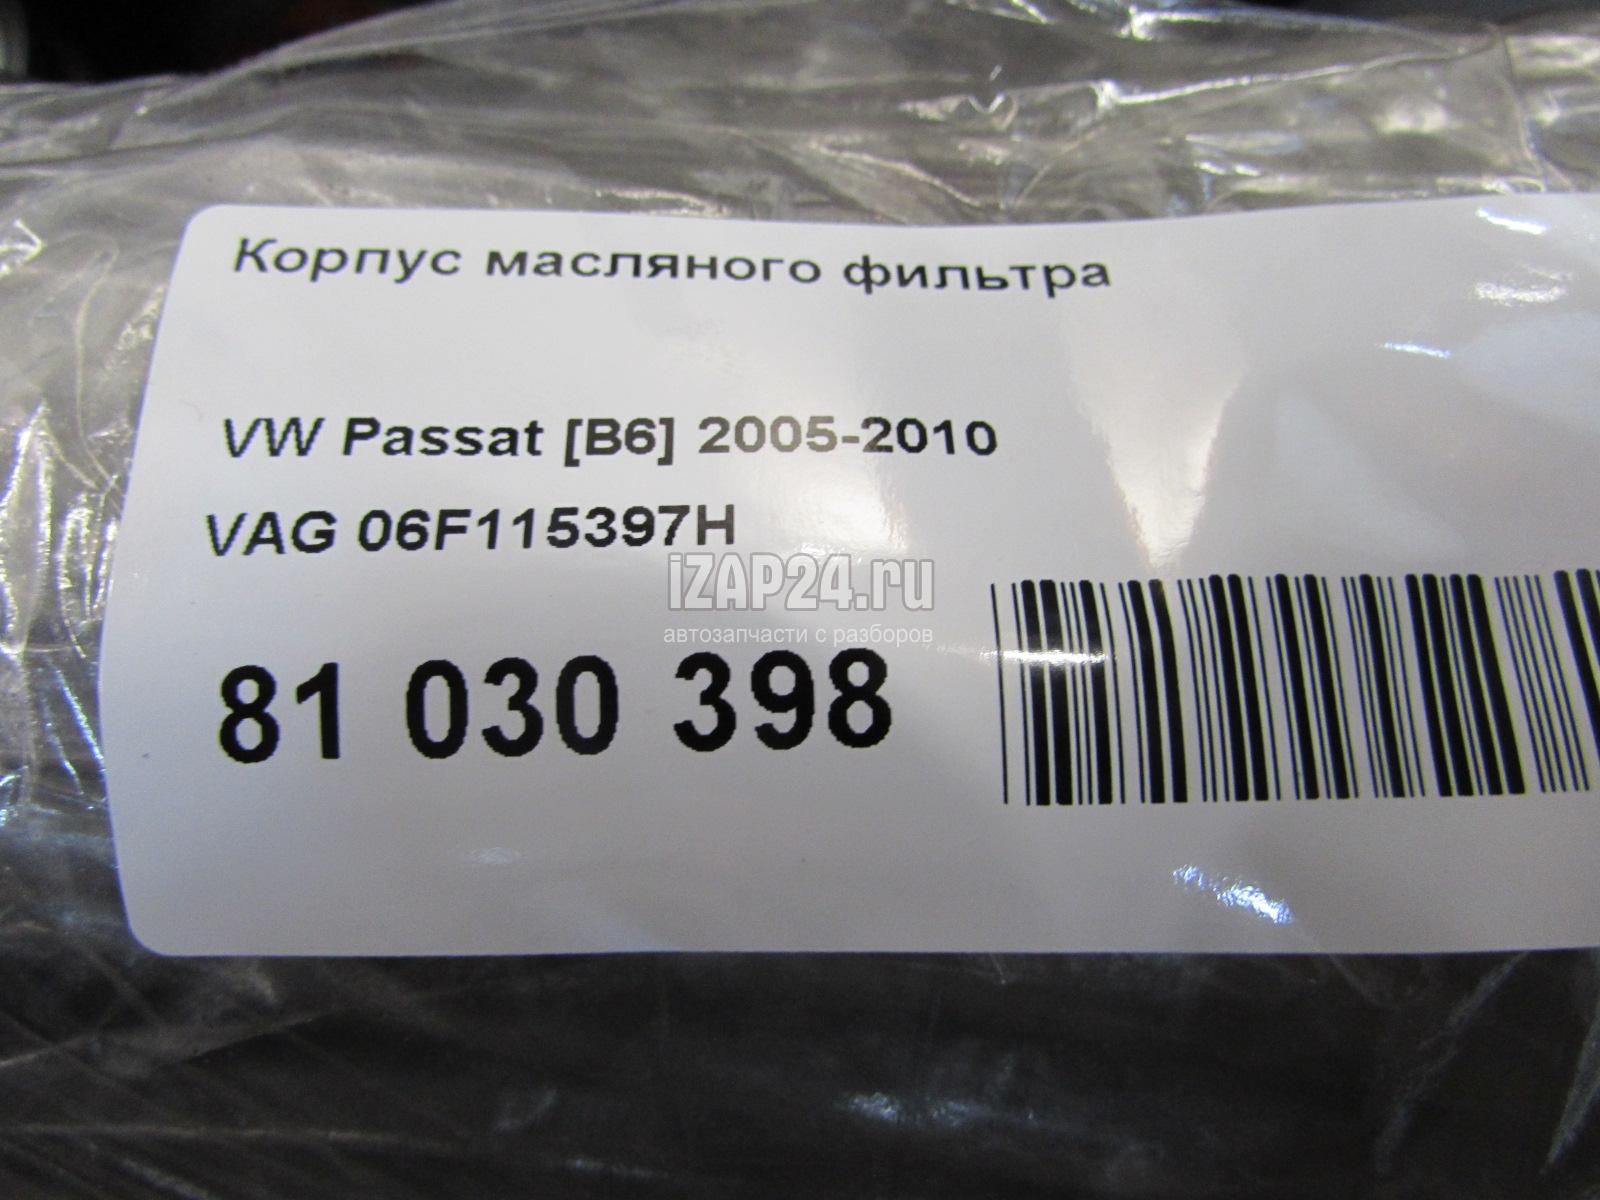 Корпус масляного фильтра
VW Passat [B6] 2005-2010
VAG 06F115397H
iZAP24.ru
автозапчасти с разборов
81 030 398